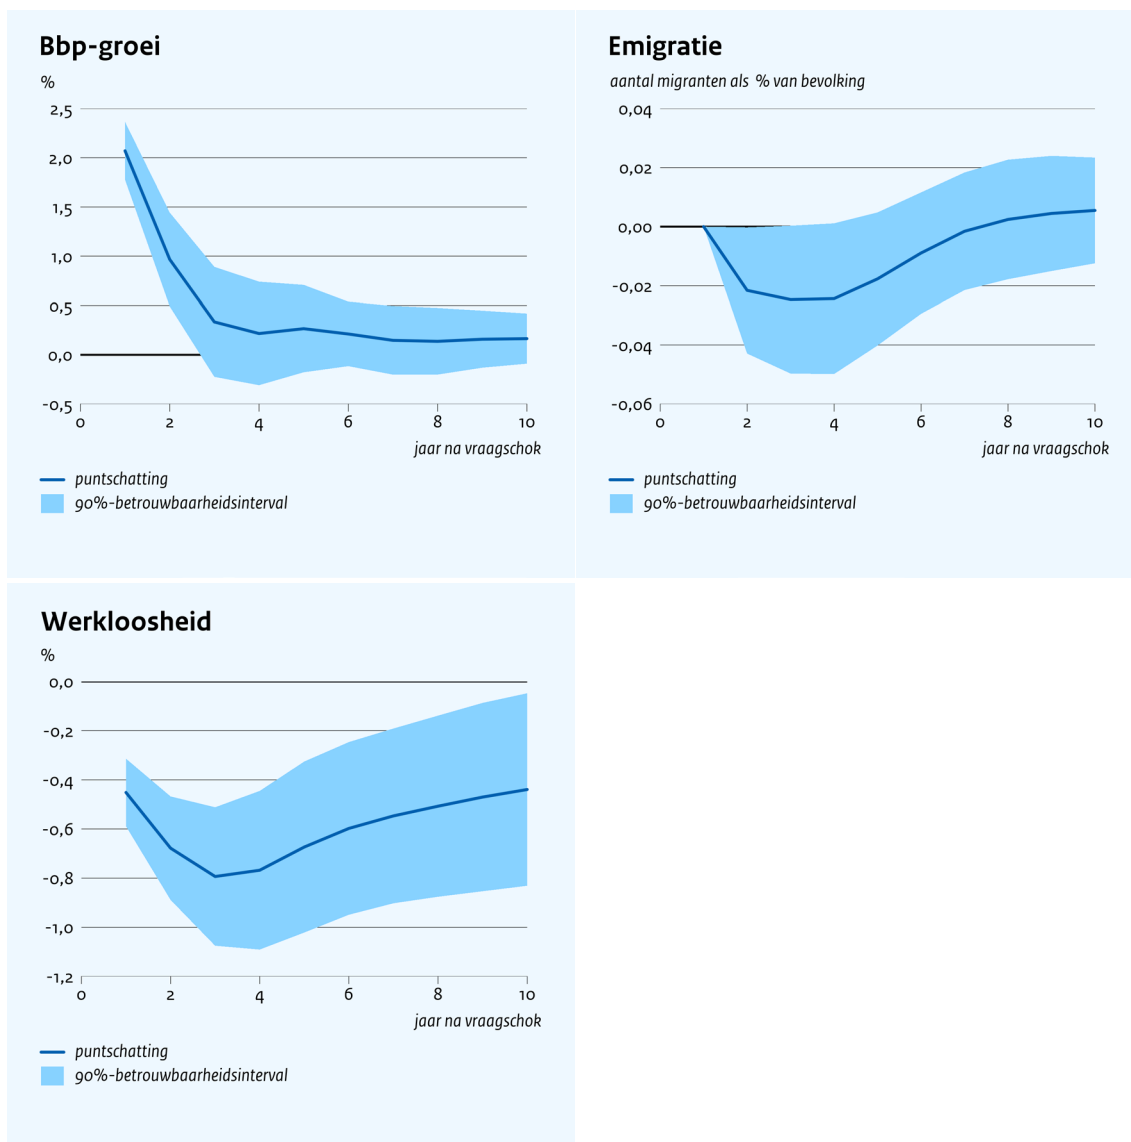 Bbp-groei
%
2,5
2,0
1,5
1,0
0,5
0,0
-0,5
0 2 4 6 8 10
jaar na vraagschok
puntschatting
90%-betrouwbaarheidsinterval
Emigratie
aantal migranten als % van bevolking
0,04
0,02
0,00
-0,02
-0,04
-0,06
0 2 4 6 8 10
jaar na vraagschok
puntschatting
90%-betrouwbaarheidsinterval
Werkloosheid
%
0,0
-0,2
-0,4
-0,6
-0,8
-1,0
-1,2
0 2 4 6 8 10
jaar na vraagschok
puntschatting
90%-betrouwbaarheidsinterval